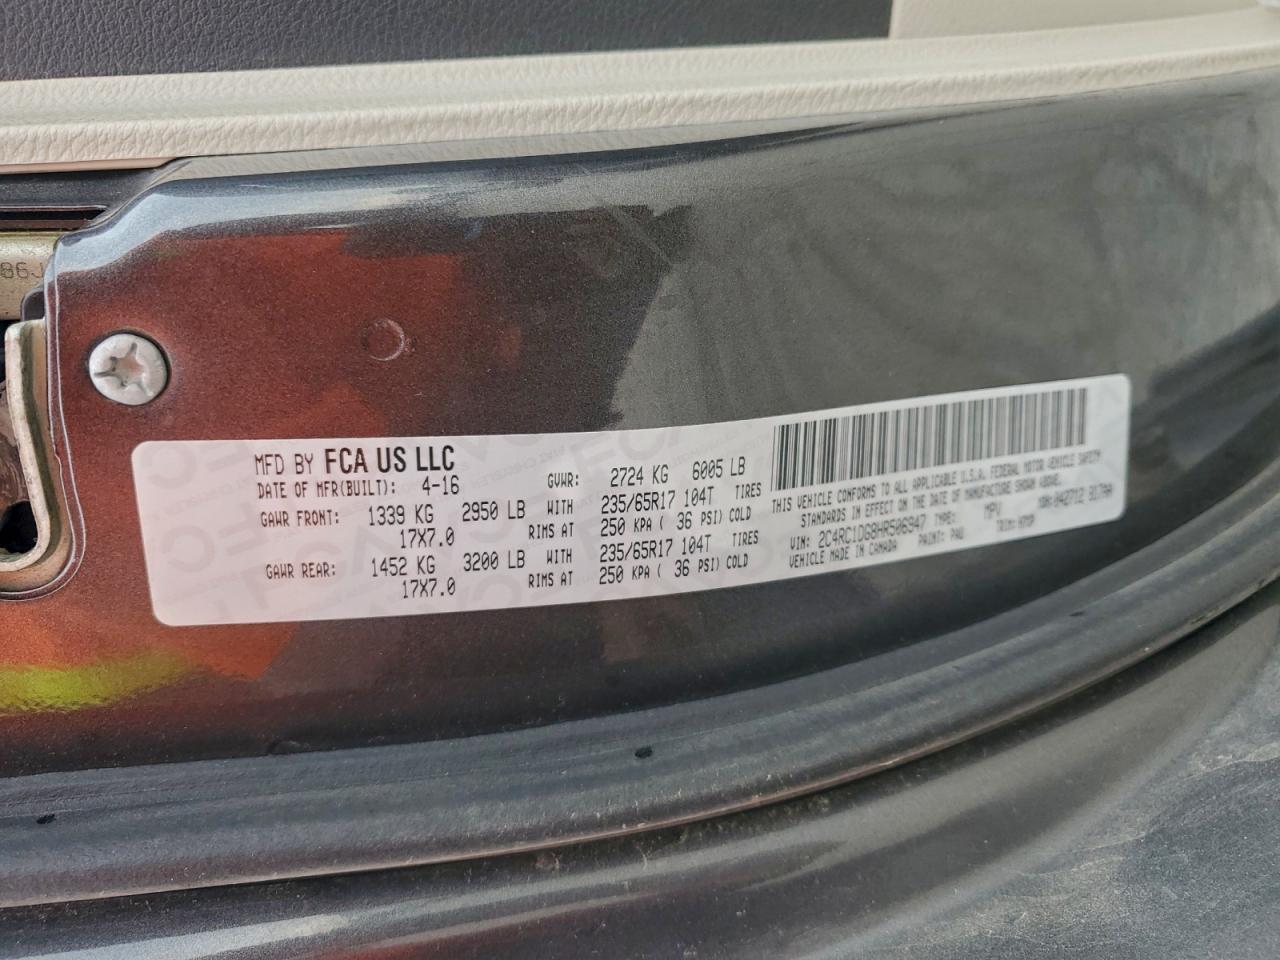 86J
MFD BY FCA US LLC
DATE OF MFR(BUILT): 4-16 GVWR: 2724 KG 6005 LB
GAWR FRONT: 1339 KG 2950 LB WITH 235/65R17 104T TIRES
17X7.0 RIMS AT 250 KPA ( 36 PSI) COLD
GAWR REAR: 1452 KG 3200 LB WITH 235/65R17 104T TIRES
17X7.0 RIMS AT 250 KPA ( 36 PSI) COLD
THIS VEHICLE CONFORMS TO ALL APPLICABLE U.S.A. FEDERAL MOTOR VEHICLE SAFETY
STANDARDS IN EFFECT ON THE DATE OF MANUFACTURE SHOWN ABOVE.
VIN: 2C4RC1DG8HR506947 TYPE: MPV
VEHICLE MADE IN CANADA PAINT: PAU TRIM: